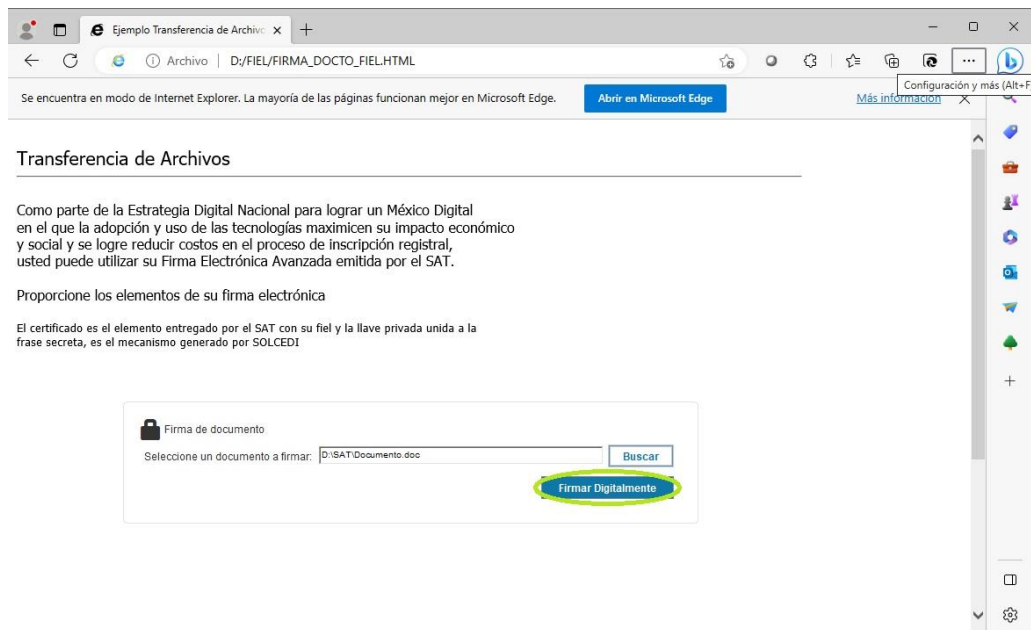 Ejemplo Transferencia de Archivo
Archivo D:/FIEL/FIRMA_DOCTO_FIEL.HTML
Se encuentra en modo de Internet Explorer. La mayoría de las páginas funcionan mejor en Microsoft Edge.
Abrir en Microsoft Edge
Más información
Configuración y más (Alt+F
Transferencia de Archivos
Como parte de la Estrategia Digital Nacional para lograr un México Digital
en el que la adopción y uso de las tecnologías maximicen su impacto económico
y social y se logre reducir costos en el proceso de inscripción registral,
usted puede utilizar su Firma Electrónica Avanzada emitida por el SAT.
Proporcione los elementos de su firma electrónica
El certificado es el elemento entregado por el SAT con su fiel y la llave privada unida a la
frase secreta, es el mecanismo generado por SOLCEDI
Firma de documento
Seleccione un documento a firmar: D:\SAT\Documento.doc Buscar
Firmar Digitalmente